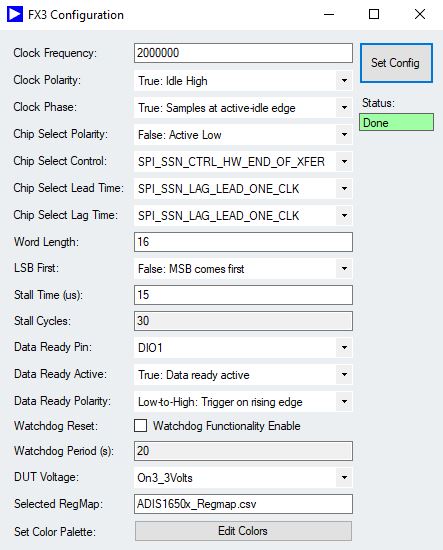 FX3 Configuration
Clock Frequency: 2000000
Set Config
Clock Polarity: True: Idle High
Clock Phase: True: Samples at active-idle edge
Status:
Done
Chip Select Polarity: False: Active Low
Chip Select Control: SPI_SSN_CTRL_HW_END_OF_XFER
Chip Select Lead Time: SPI_SSN_LAG_LEAD_ONE_CLK
Chip Select Lag Time: SPI_SSN_LAG_LEAD_ONE_CLK
Word Length: 16
LSB First: False: MSB comes first
Stall Time (us): 15
Stall Cycles: 30
Data Ready Pin: DIO1
Data Ready Active: True: Data ready active
Data Ready Polarity: Low-to-High: Trigger on rising edge
Watchdog Reset: Watchdog Functionality Enable
Watchdog Period (s): 20
DUT Voltage: On3_3Volts
Selected RegMap: ADIS1650x_Regmap.csv
Set Color Palette: Edit Colors